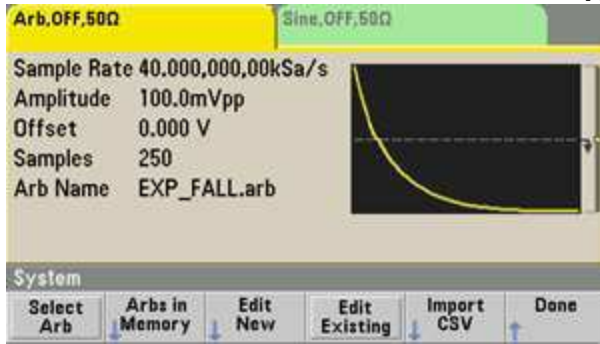 Arb,OFF,50Ω
Sine,OFF,50Ω
Sample Rate 40.000,000,00kSa/s
Amplitude 100.0mVpp
Offset 0.000 V
Samples 250
Arb Name EXP_FALL.arb
System
Select Arb
Arbs in Memory
Edit New
Edit Existing
Import CSV
Done